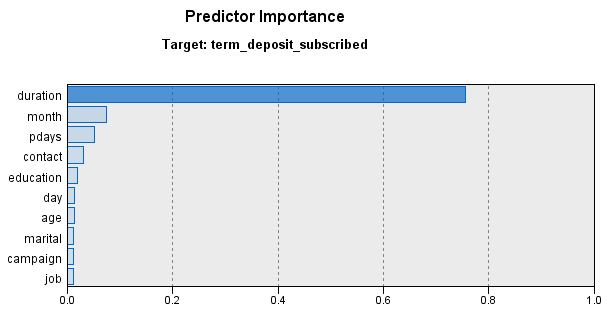 Predictor Importance
Target: term_deposit_subscribed
duration
month
pdays
contact
education
day
age
marital
campaign
job
0.0 0.2 0.4 0.6 0.8 1.0